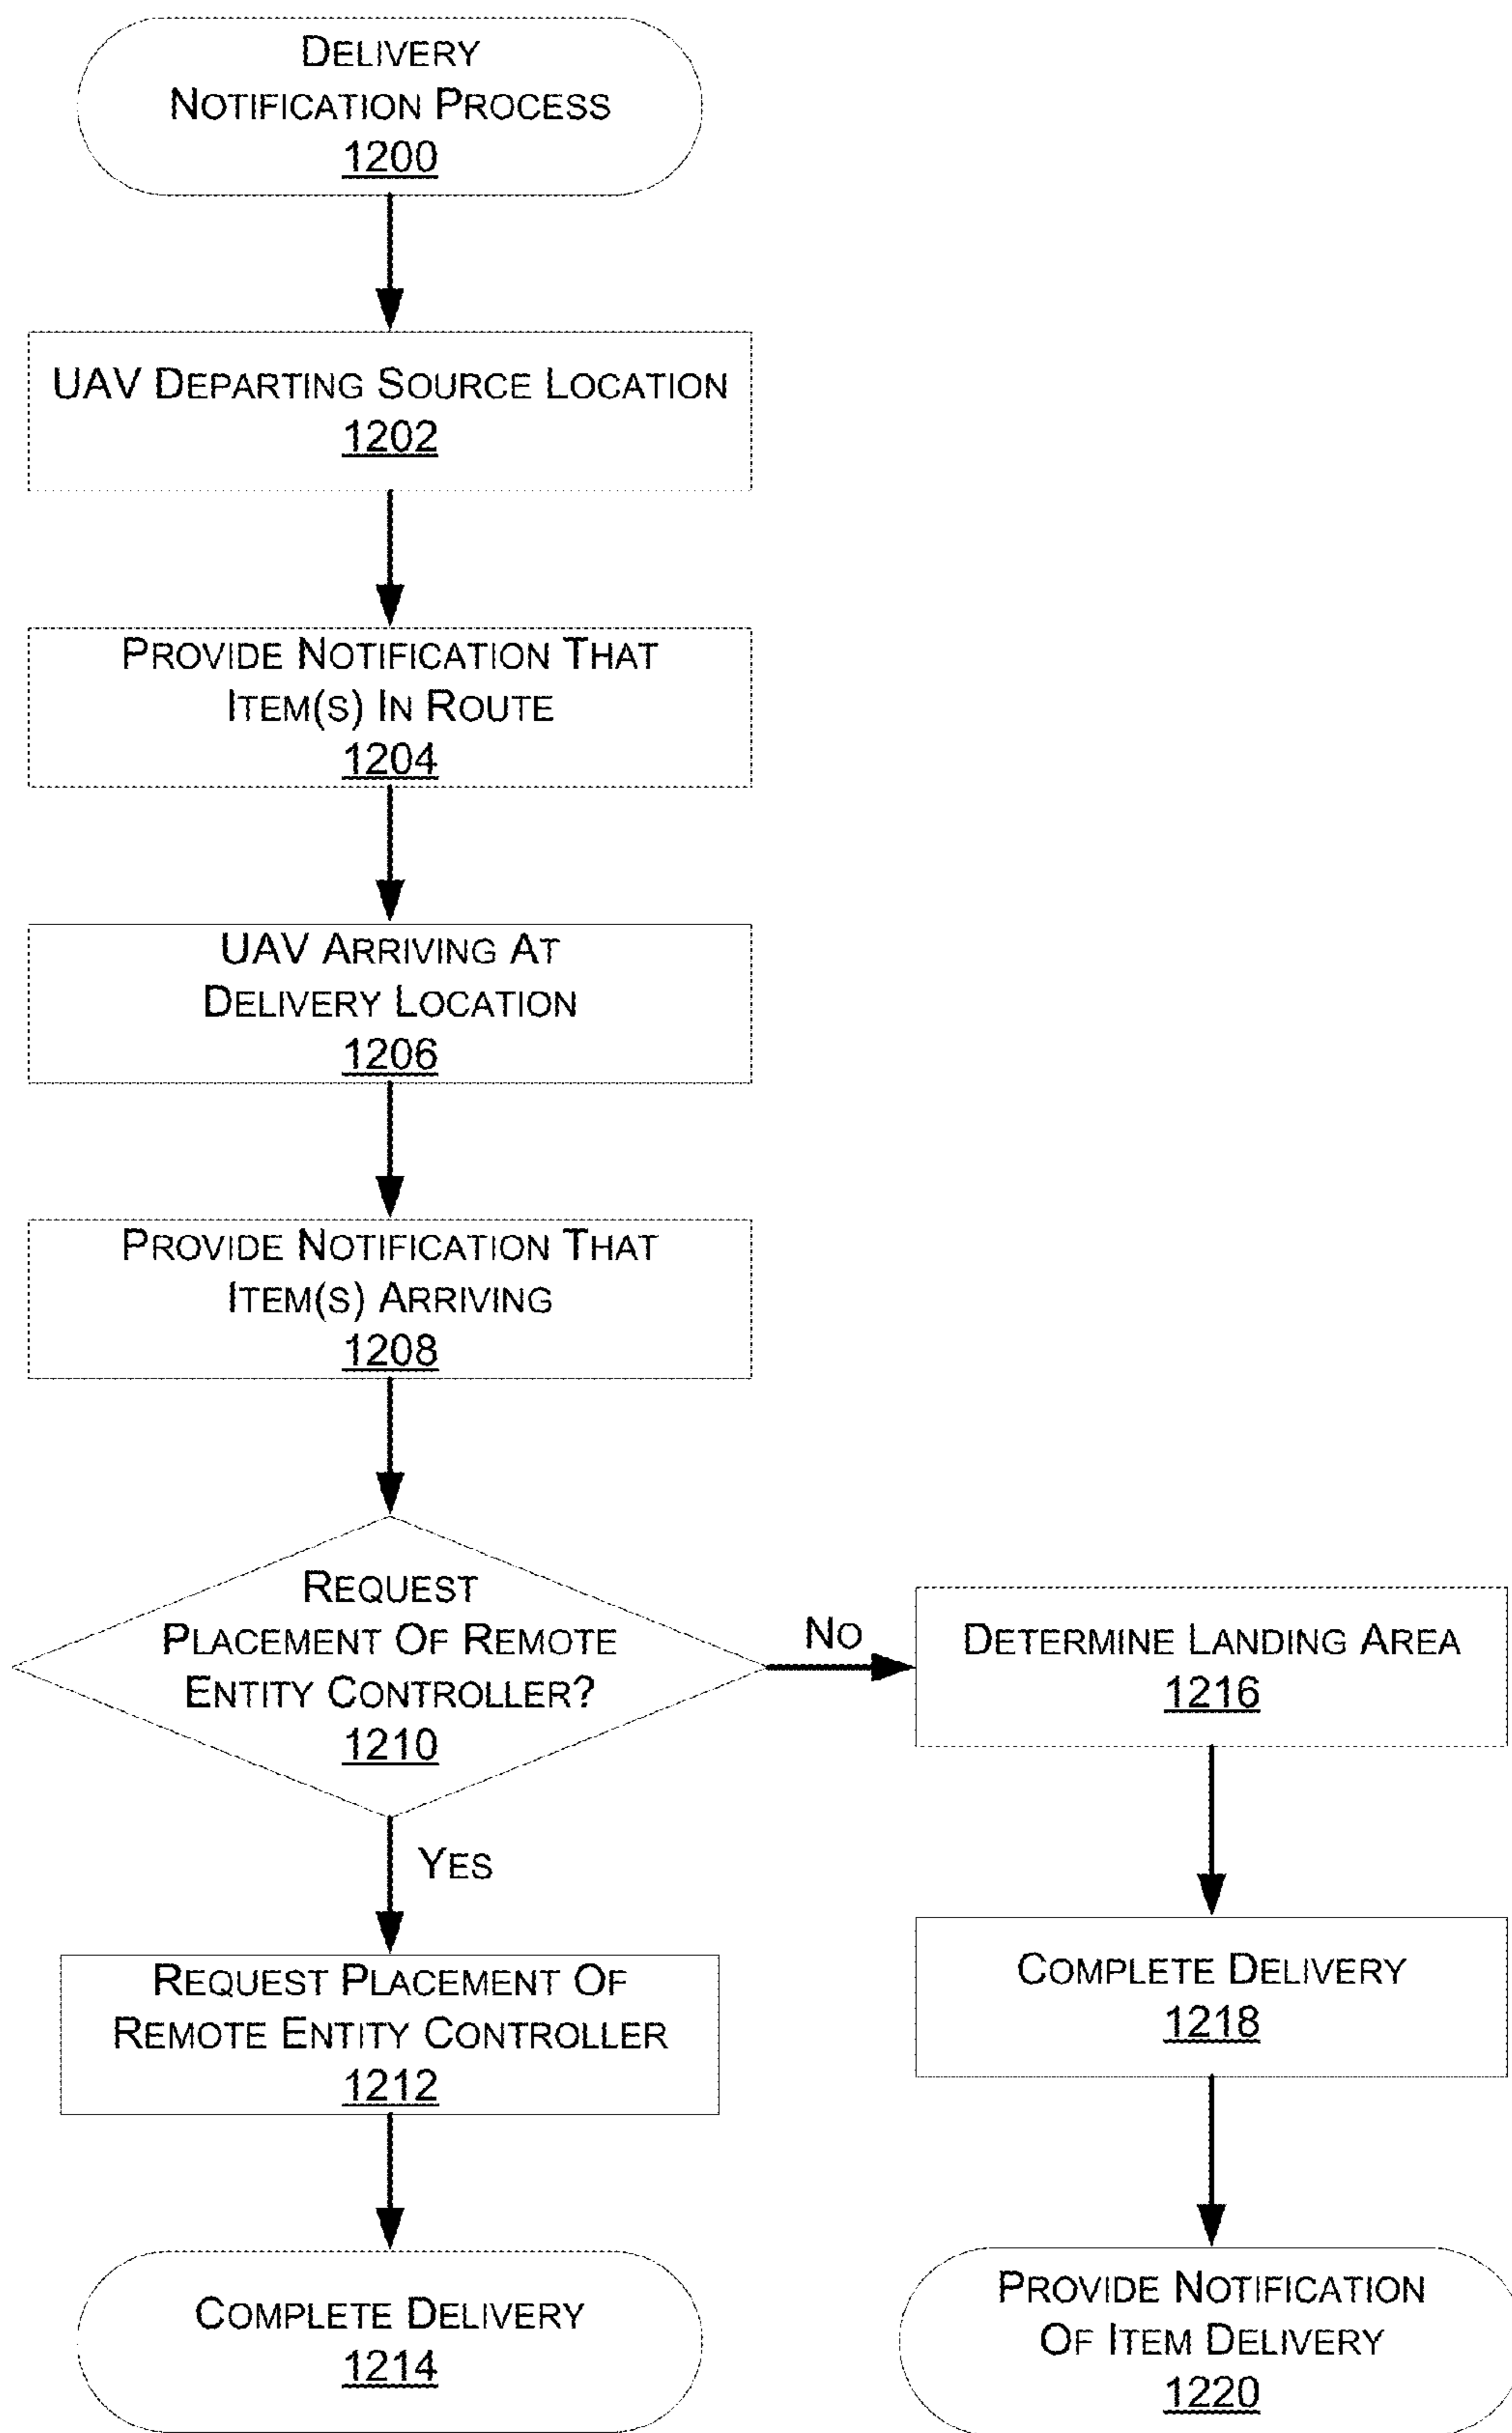 DELIVERY
NOTIFICATION PROCESS
1200
UAV DEPARTING SOURCE LOCATION
1202
PROVIDE NOTIFICATION THAT
ITEM(S) IN ROUTE
1204
UAV ARRIVING AT
DELIVERY LOCATION
1206
PROVIDE NOTIFICATION THAT
ITEM(S) ARRIVING
1208
REQUEST
PLACEMENT OF REMOTE
ENTITY CONTROLLER?
1210
NO
DETERMINE LANDING AREA
1216
YES
REQUEST PLACEMENT OF
REMOTE ENTITY CONTROLLER
1212
COMPLETE DELIVERY
1218
COMPLETE DELIVERY
1214
PROVIDE NOTIFICATION
OF ITEM DELIVERY
1220